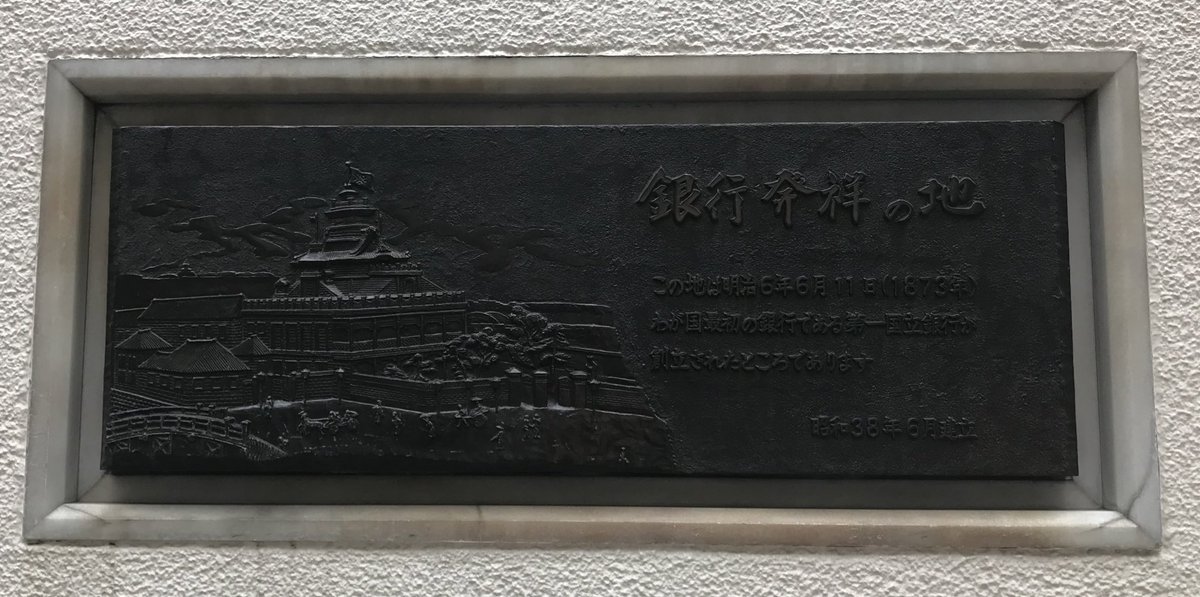 銀行発祥の地
この地は明治6年6月11日(1873年)
わが国最初の銀行である第一国立銀行が
創立されたところであります
昭和38年6月建立